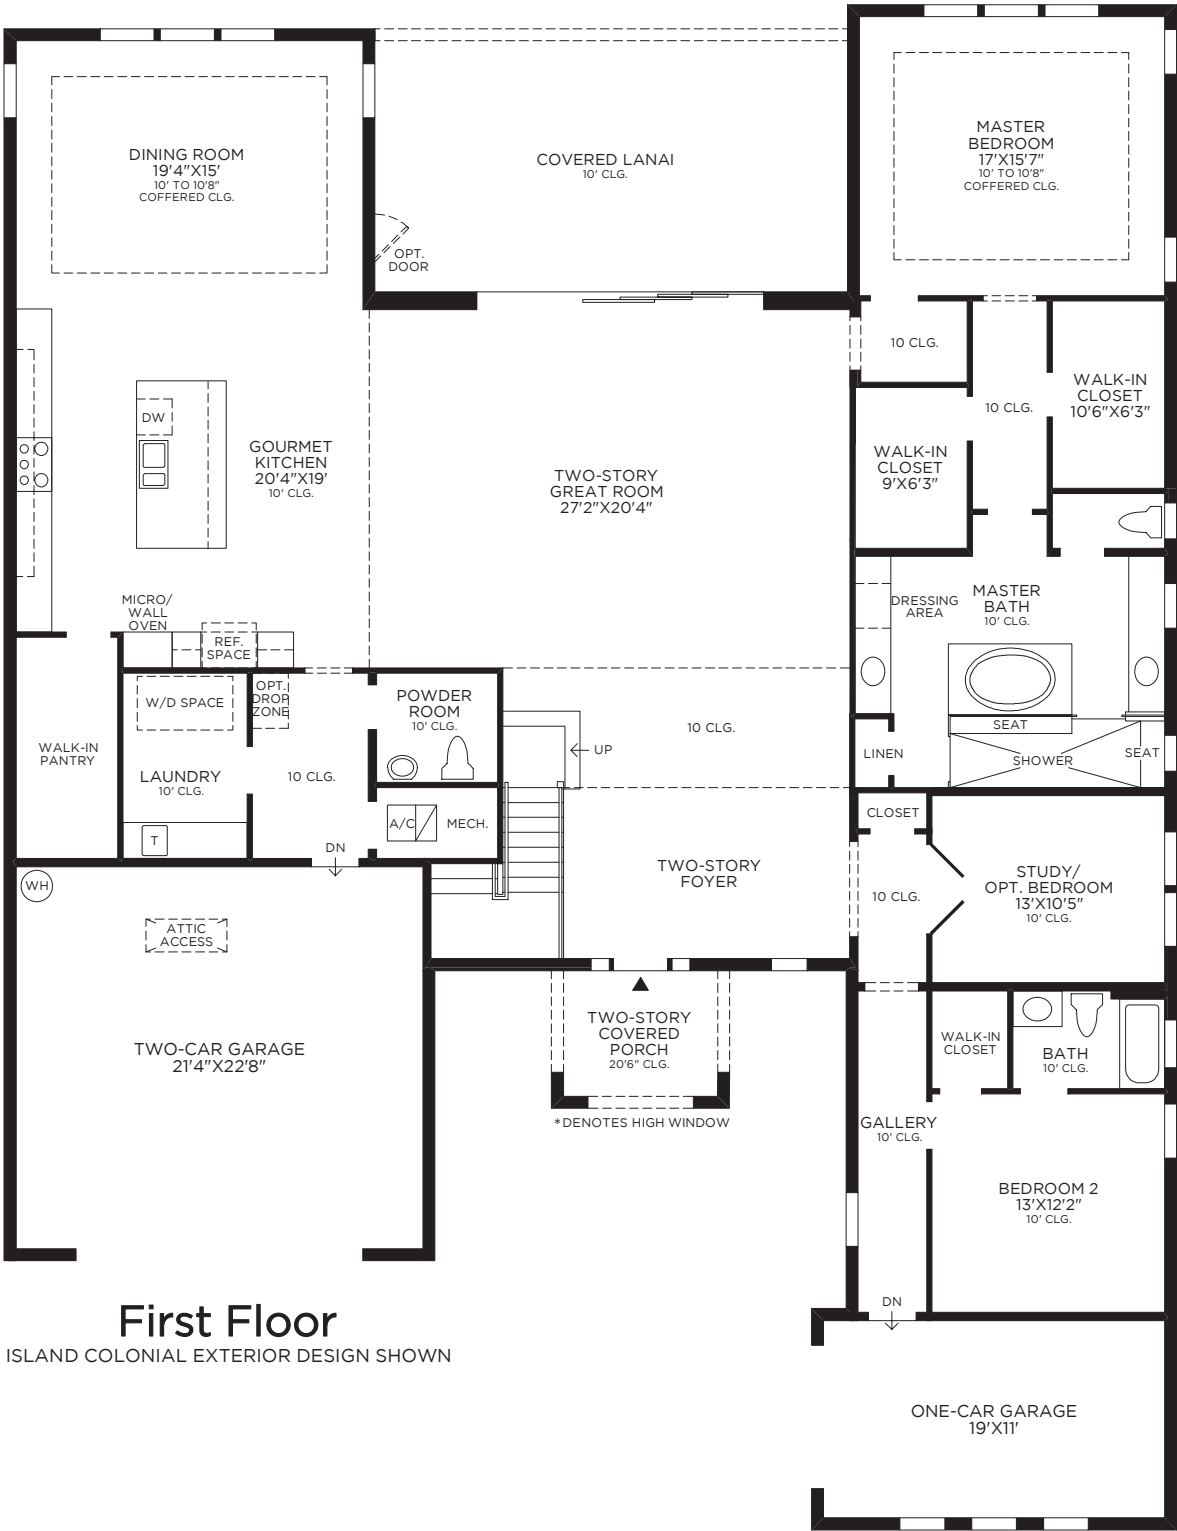 DINING ROOM
19'4"X15'
10' TO 10'8"
COFFERED CLG.
COVERED LANAI
10' CLG.
OPT.
DOOR
MASTER
BEDROOM
17'X15'7"
10' TO 10'8"
COFFERED CLG.
10 CLG.
10 CLG.
WALK-IN
CLOSET
10'6"X6'3"
WALK-IN
CLOSET
9'X6'3"
DW
GOURMET
KITCHEN
20'4"X19'
10' CLG.
TWO-STORY
GREAT ROOM
27'2"X20'4"
MICRO/
WALL
OVEN
REF.
SPACE
DRESSING
AREA
MASTER
BATH
10' CLG.
SEAT
SHOWER
SEAT
LINEN
W/D SPACE
OPT.
DROP
ZONE
POWDER
ROOM
10' CLG.
WALK-IN
PANTRY
LAUNDRY
10' CLG.
T
10 CLG.
A/C
MECH.
DN
UP
10 CLG.
TWO-STORY
FOYER
CLOSET
10 CLG.
STUDY/
OPT. BEDROOM
13'X10'5"
10' CLG.
WH
ATTIC
ACCESS
TWO-CAR GARAGE
21'4"X22'8"
TWO-STORY
COVERED
PORCH
20'6" CLG.
*DENOTES HIGH WINDOW
WALK-IN
CLOSET
BATH
10' CLG.
GALLERY
10' CLG.
BEDROOM 2
13'X12'2"
10' CLG.
DN
ONE-CAR GARAGE
19'X11'
First Floor
ISLAND COLONIAL EXTERIOR DESIGN SHOWN